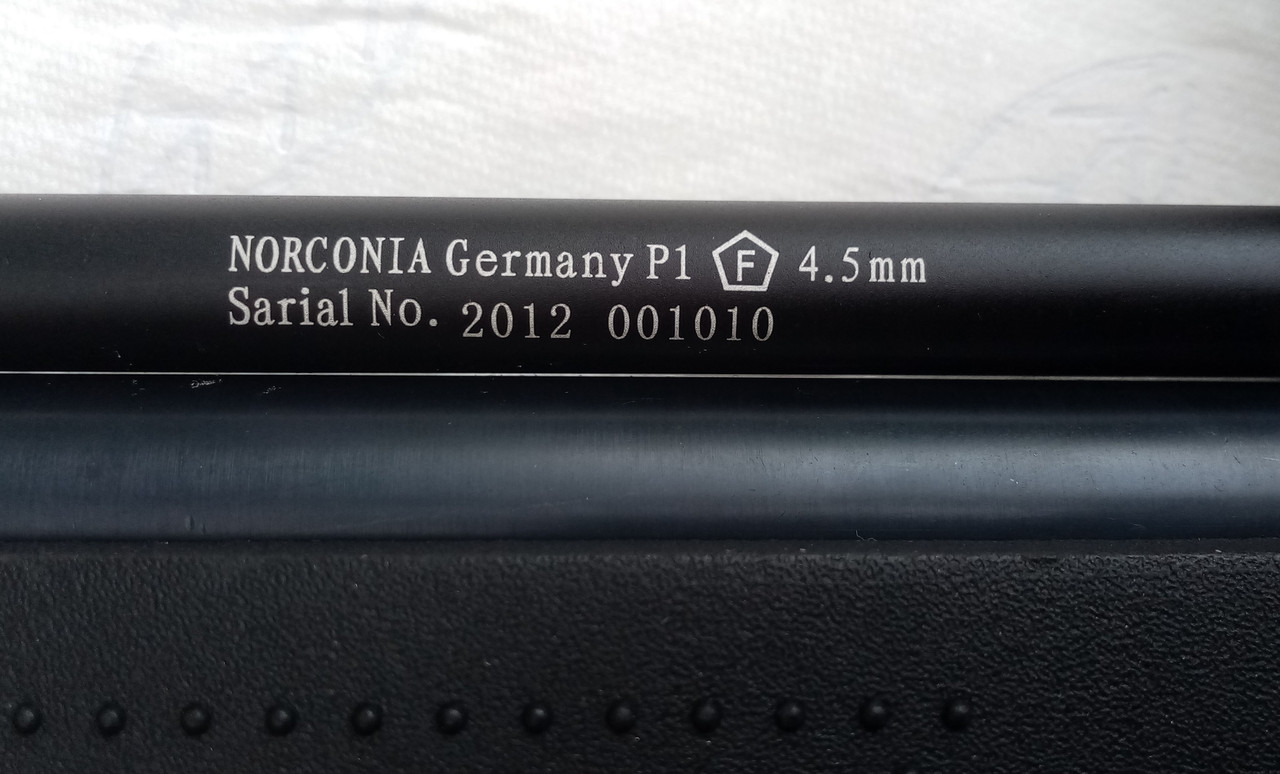 NORCONIA Germany P1 F 4.5mm
Sarial No. 2012 001010